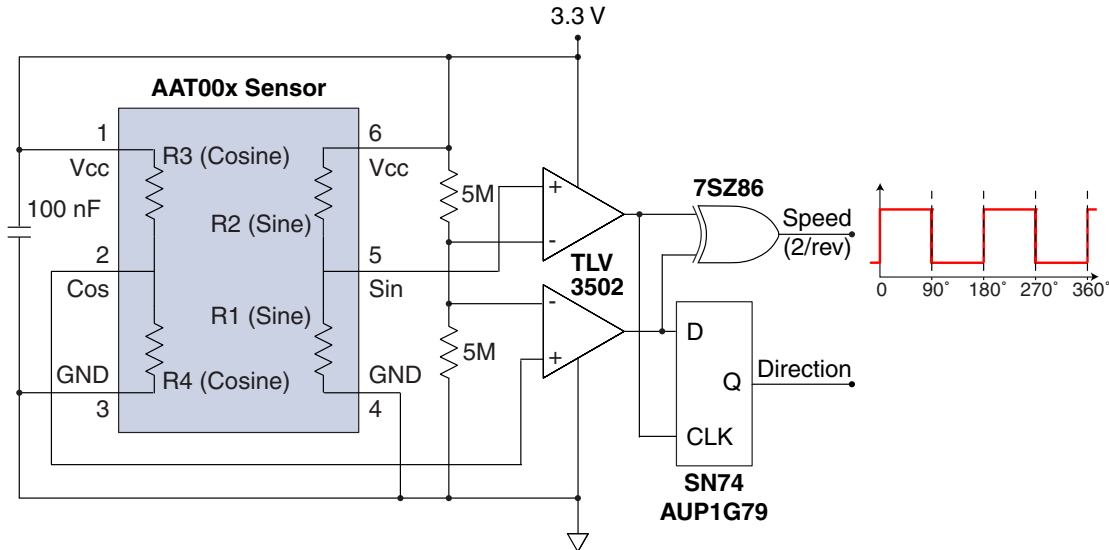 3.3 V
AAT00x Sensor
1
Vcc
R3 (Cosine)
6
Vcc
100 nF
R2 (Sine)
5M
2
Cos
5
Sin
R1 (Sine)
GND
3
R4 (Cosine)
GND
4
5M
+
-
TLV
3502
-
+
7SZ86
Speed
(2/rev)
D
Q
CLK
Direction
SN74
AUP1G79
0 90° 180° 270° 360°